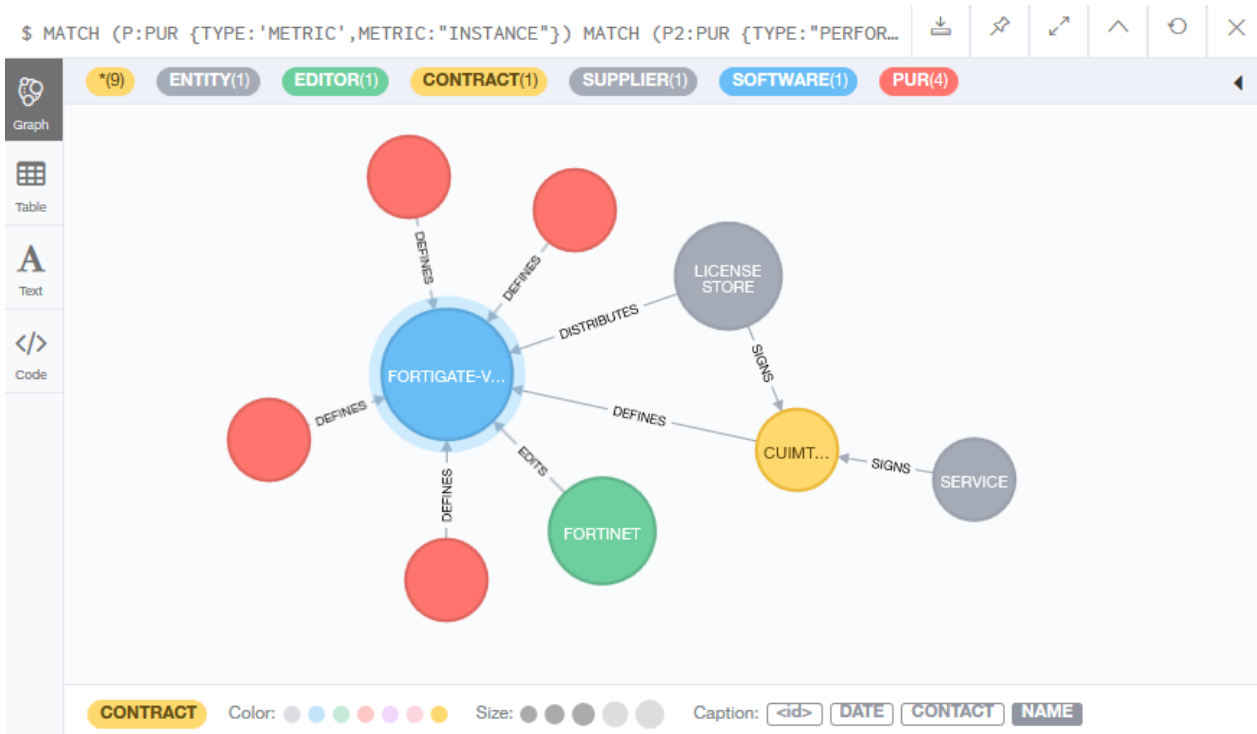 $ MATCH (P:PUR {TYPE:'METRIC',METRIC:"INSTANCE"}) MATCH (P2:PUR {TYPE:"PERFOR…
*(9) ENTITY(1) EDITOR(1) CONTRACT(1) SUPPLIER(1) SOFTWARE(1) PUR(4)
Graph
Table
A
Text
</>
Code
DEFINES
DEFINES
LICENSE
STORE
DISTRIBUTES
SIGNS
FORTIGATE-V...
DEFINES
DEFINES
CUIMT...
SIGNS
SERVICE
EDITS
DEFINES
FORTINET
CONTRACT Color: Size: Caption: <id> DATE CONTACT NAME